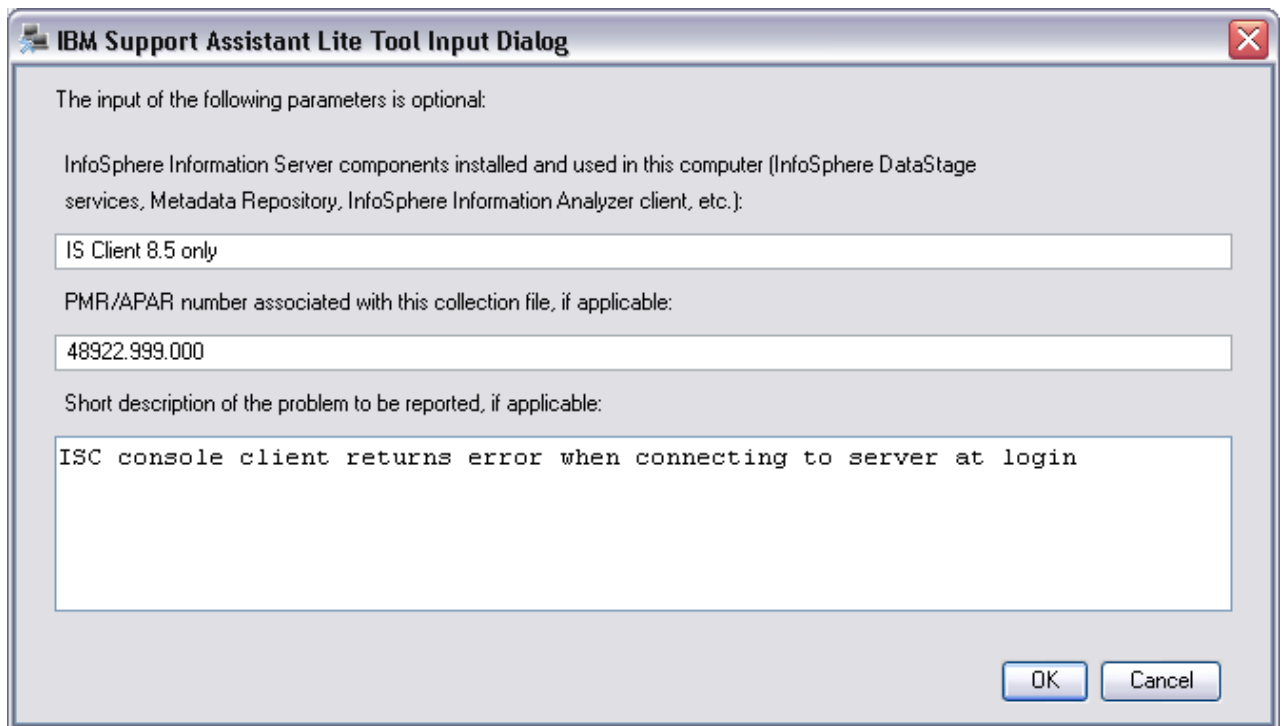 IBM Support Assistant Lite Tool Input Dialog
The input of the following parameters is optional:
InfoSphere Information Server components installed and used in this computer (InfoSphere DataStage
services, Metadata Repository, InfoSphere Information Analyzer client, etc.):
IS Client 8.5 only
PMR/APAR number associated with this collection file, if applicable:
48922.999.000
Short description of the problem to be reported, if applicable:
ISC console client returns error when connecting to server at login
OK Cancel